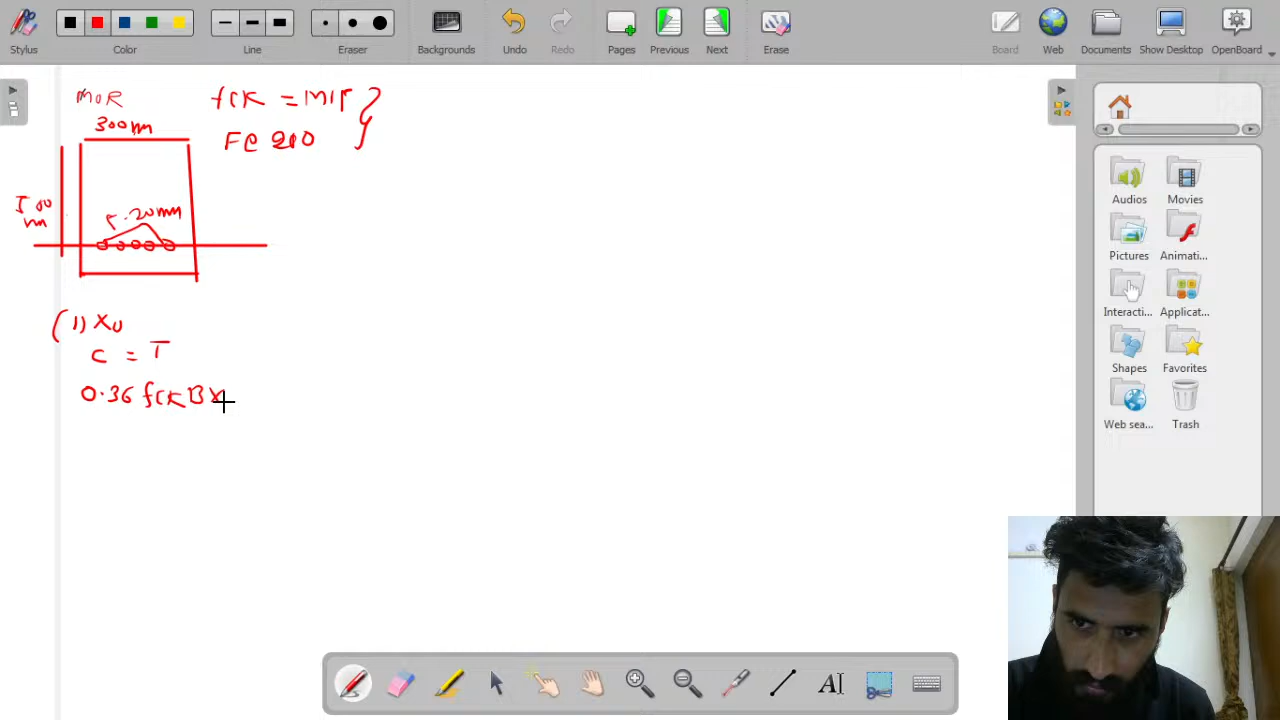 Stylus Color Line Eraser Backgrounds Undo Redo Pages Previous Next Erase Board Web Documents Show Desktop OpenBoard
MOR
300mm
fck = M15
Fe 250
500
mm
5-20mm
(1) Xu
C = T
0.36 fck B X
Audios Movies
Pictures Animati...
Interacti... Applicat...
Shapes Favorites
Web sea... Trash
A